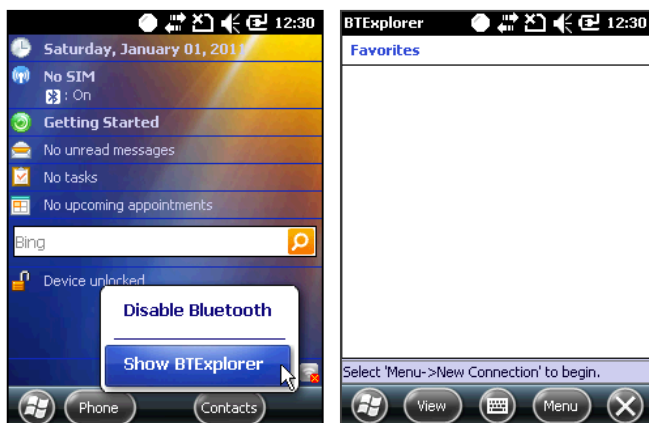 12:30
Saturday, January 01, 2011
No SIM
: On
Getting Started
No unread messages
No tasks
No upcoming appointments
Bing
Device unlocked
Disable Bluetooth
Show BTExplorer
Phone
Contacts
BTExplorer
12:30
Favorites
Select 'Menu->New Connection' to begin.
View
Menu